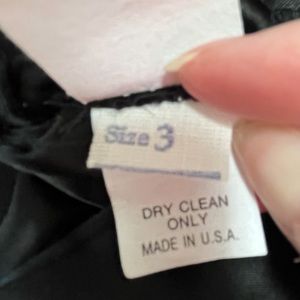 Size 3
DRY CLEAN
ONLY
MADE IN U.S.A.